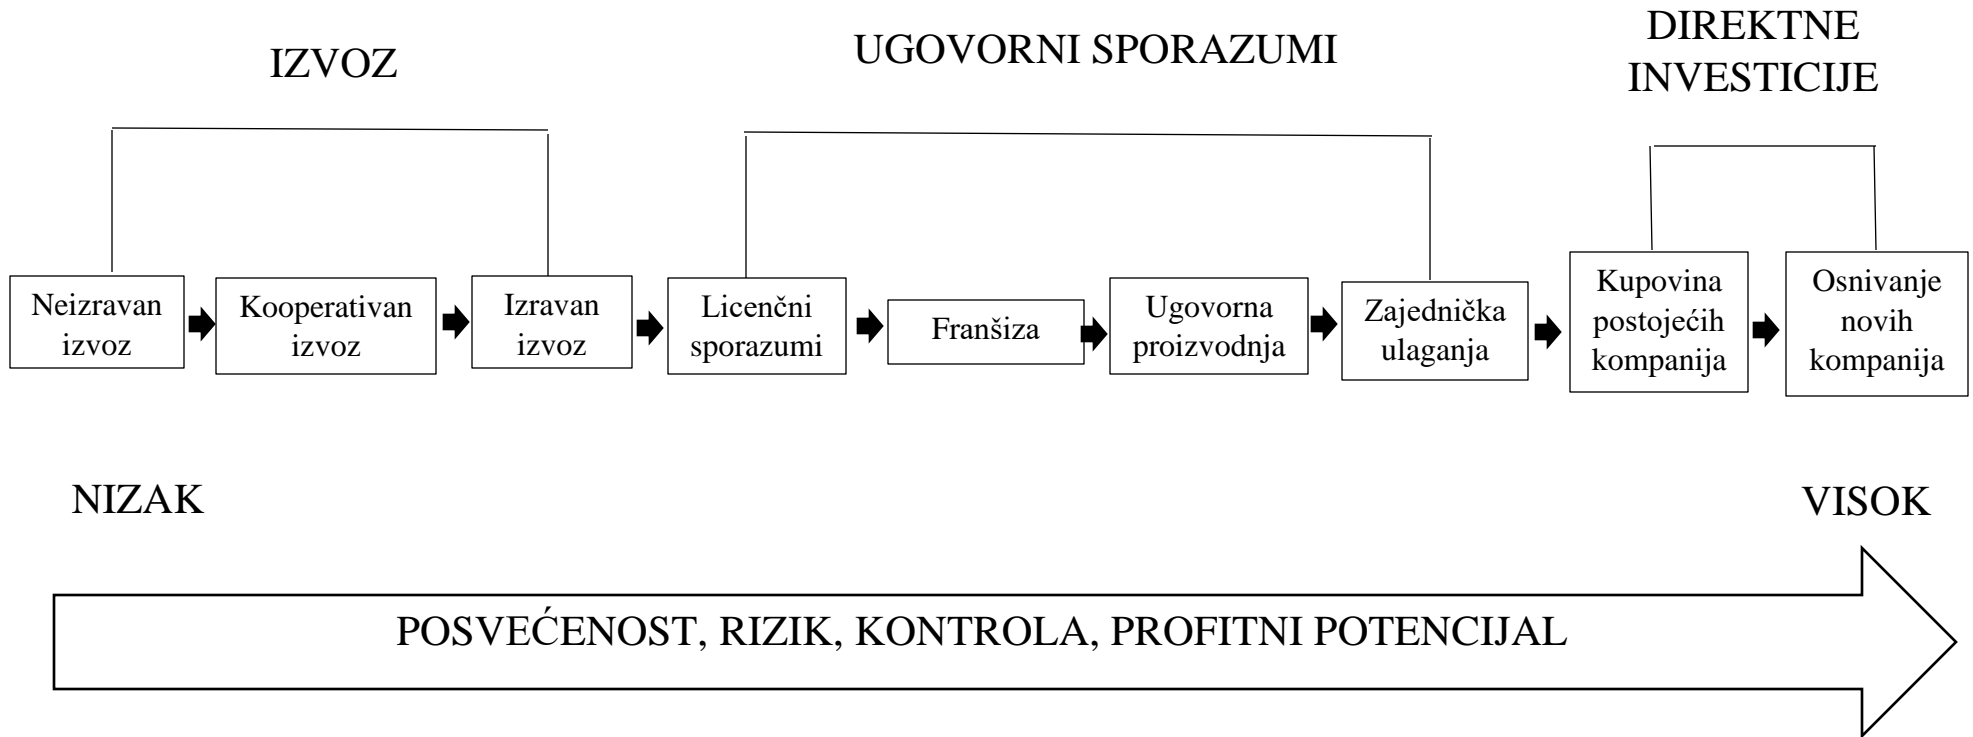 IZVOZ
UGOVORNI SPORAZUMI
DIREKTNE
INVESTICIJE
Neizravan
izvoz
Kooperativan
izvoz
Izravan
izvoz
Licenčni
sporazumi
Franšiza
Ugovorna
proizvodnja
Zajednička
ulaganja
Kupovina
postojećih
kompanija
Osnivanje
novih
kompanija
NIZAK
VISOK
POSVEĆENOST, RIZIK, KONTROLA, PROFITNI POTENCIJAL